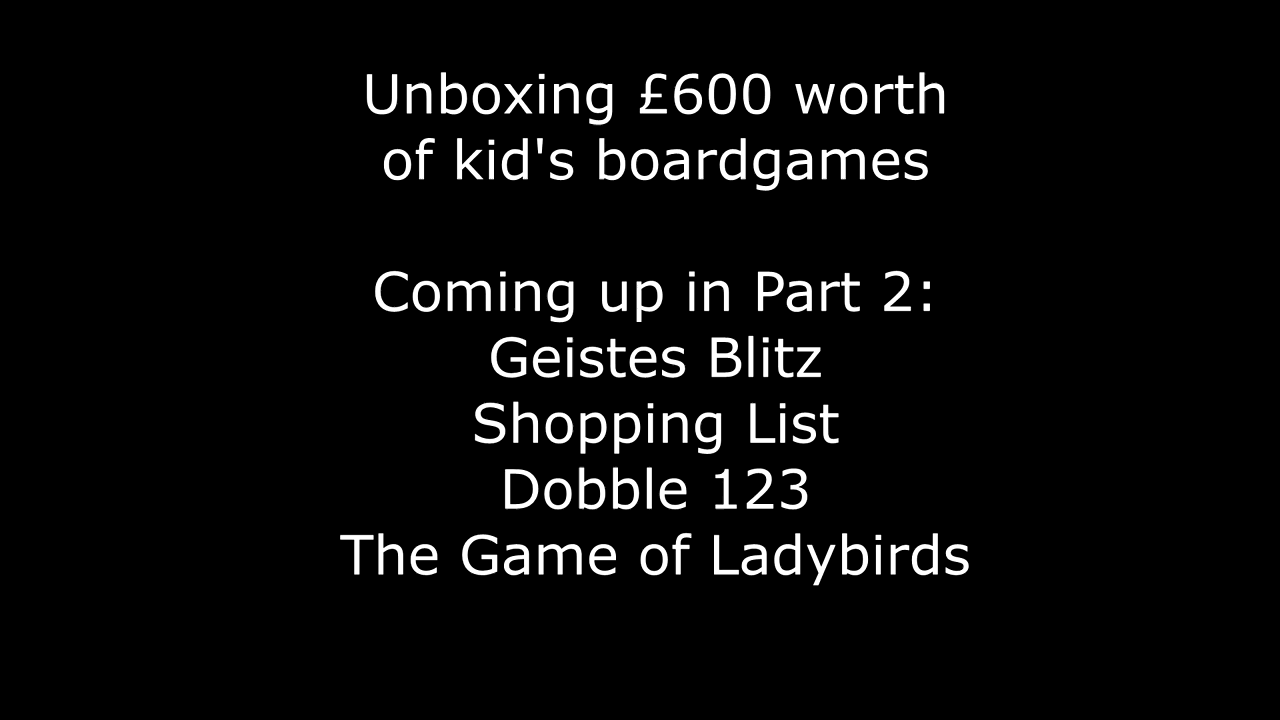 Unboxing £600 worth
of kid's boardgames
Coming up in Part 2:
Geistes Blitz
Shopping List
Dobble 123
The Game of Ladybirds